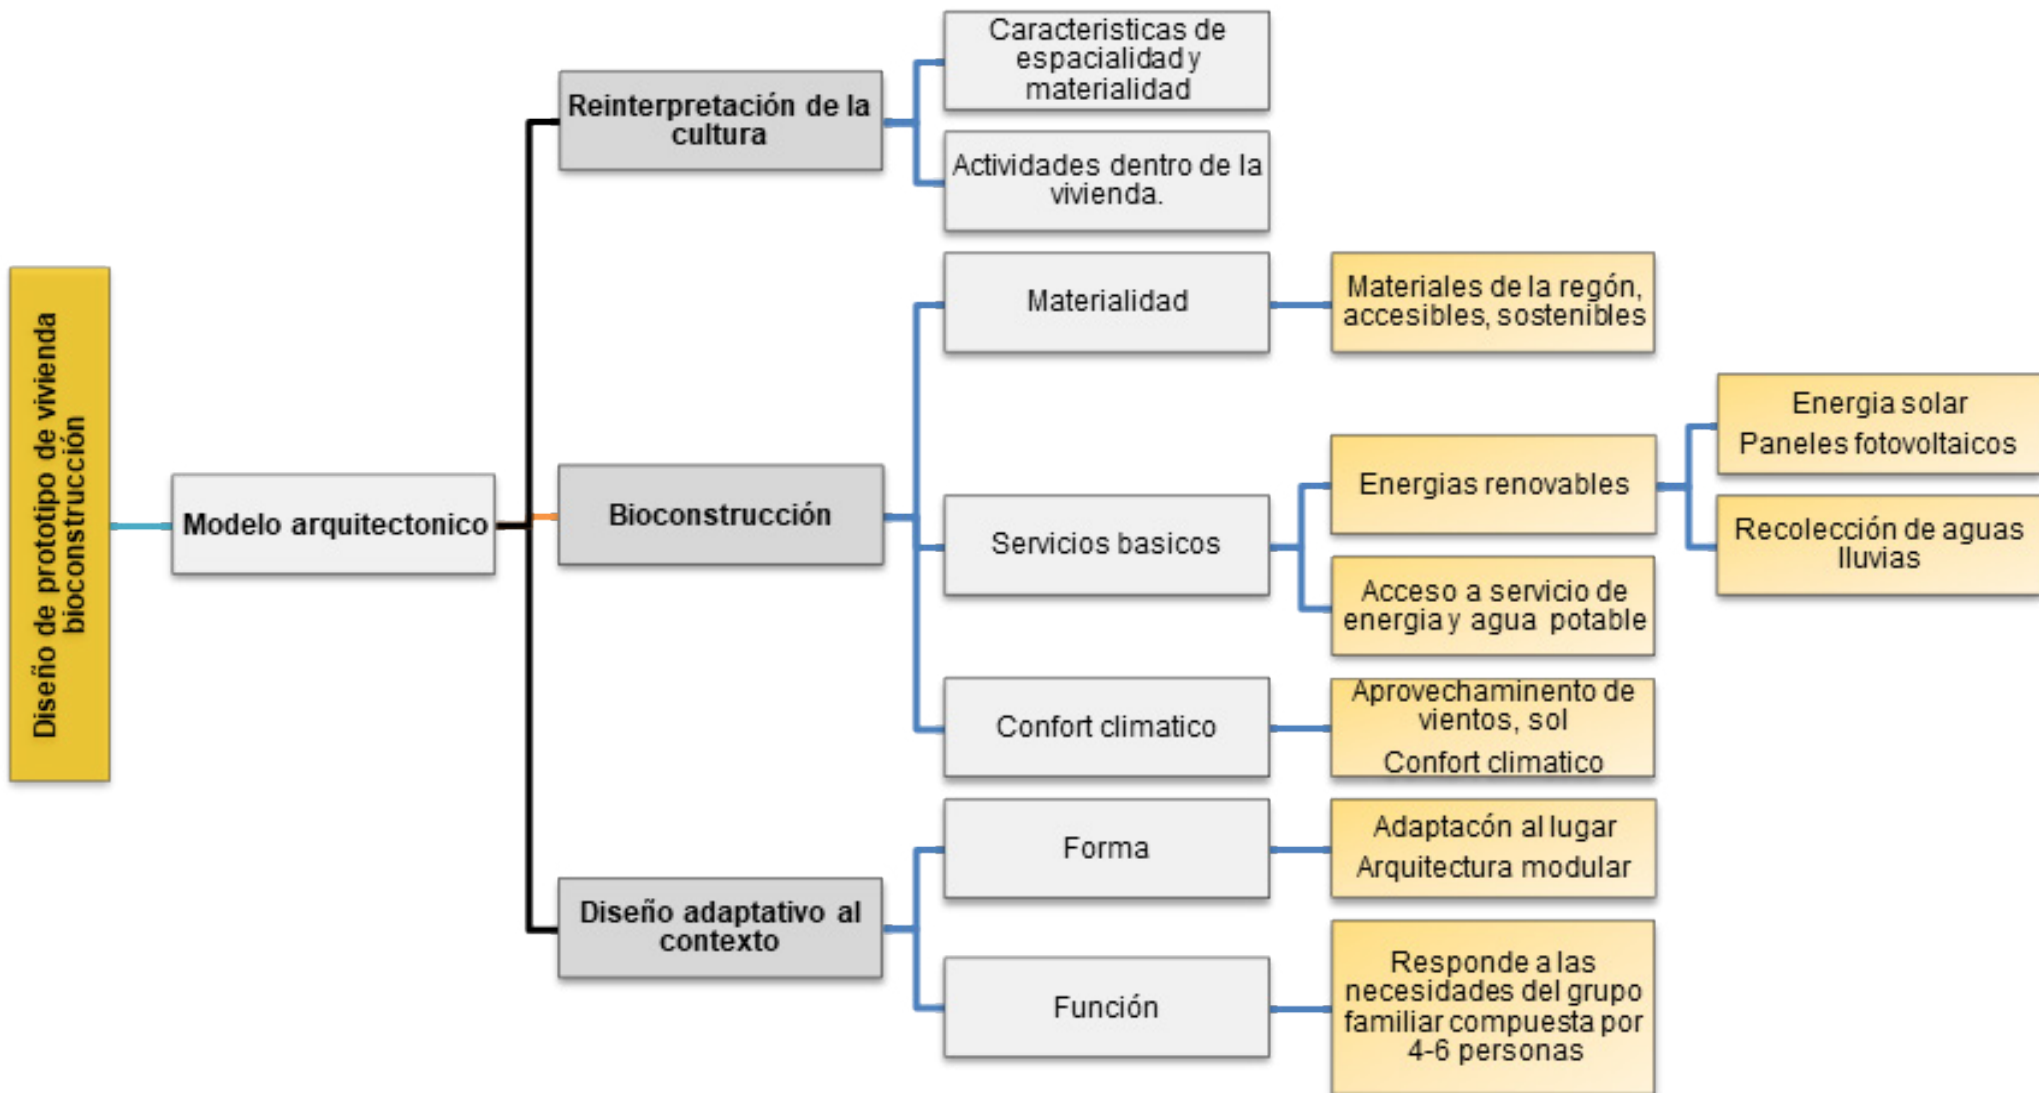 Diseño de prototipo de vivienda
bioconstrucción
Modelo arquitectonico
Reinterpretación de la
cultura
Caracteristicas de
espacialidad y
materialidad
Actividades dentro de la
vivienda.
Bioconstrucción
Materialidad
Materiales de la regón,
accesibles, sostenibles
Servicios basicos
Energias renovables
Energia solar
Paneles fotovoltaicos
Recolección de aguas
lluvias
Acceso a servicio de
energia y agua potable
Confort climatico
Aprovechaminento de
vientos, sol
Confort climatico
Diseño adaptativo al
contexto
Forma
Adaptacón al lugar
Arquitectura modular
Función
Responde a las
necesidades del grupo
familiar compuesta por
4-6 personas